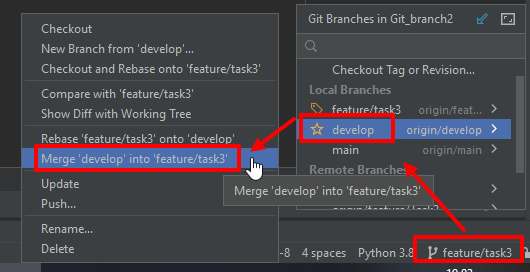 Checkout
New Branch from 'develop'...
Checkout and Rebase onto 'feature/task3'
Compare with 'feature/task3'
Show Diff with Working Tree
Rebase 'feature/task3' onto 'develop'
Merge 'develop' into 'feature/task3'
Update
Push...
Rename...
Delete
Merge 'develop' into 'feature/task3'
Git Branches in Git_branch2
Checkout Tag or Revision...
Local Branches
feature/task3 origin/feat...
develop origin/develop
main origin/main
Remote Branches
4 spaces Python 3.8 feature/task3